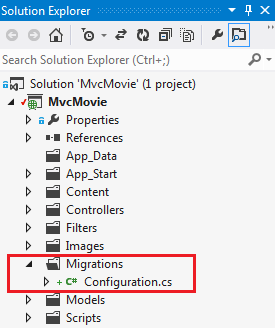 Solution Explorer
Search Solution Explorer (Ctrl+;)
Solution 'MvcMovie' (1 project)
MvcMovie
Properties
References
App_Data
App_Start
Content
Controllers
Filters
Images
Migrations
C# Configuration.cs
Models
Scripts